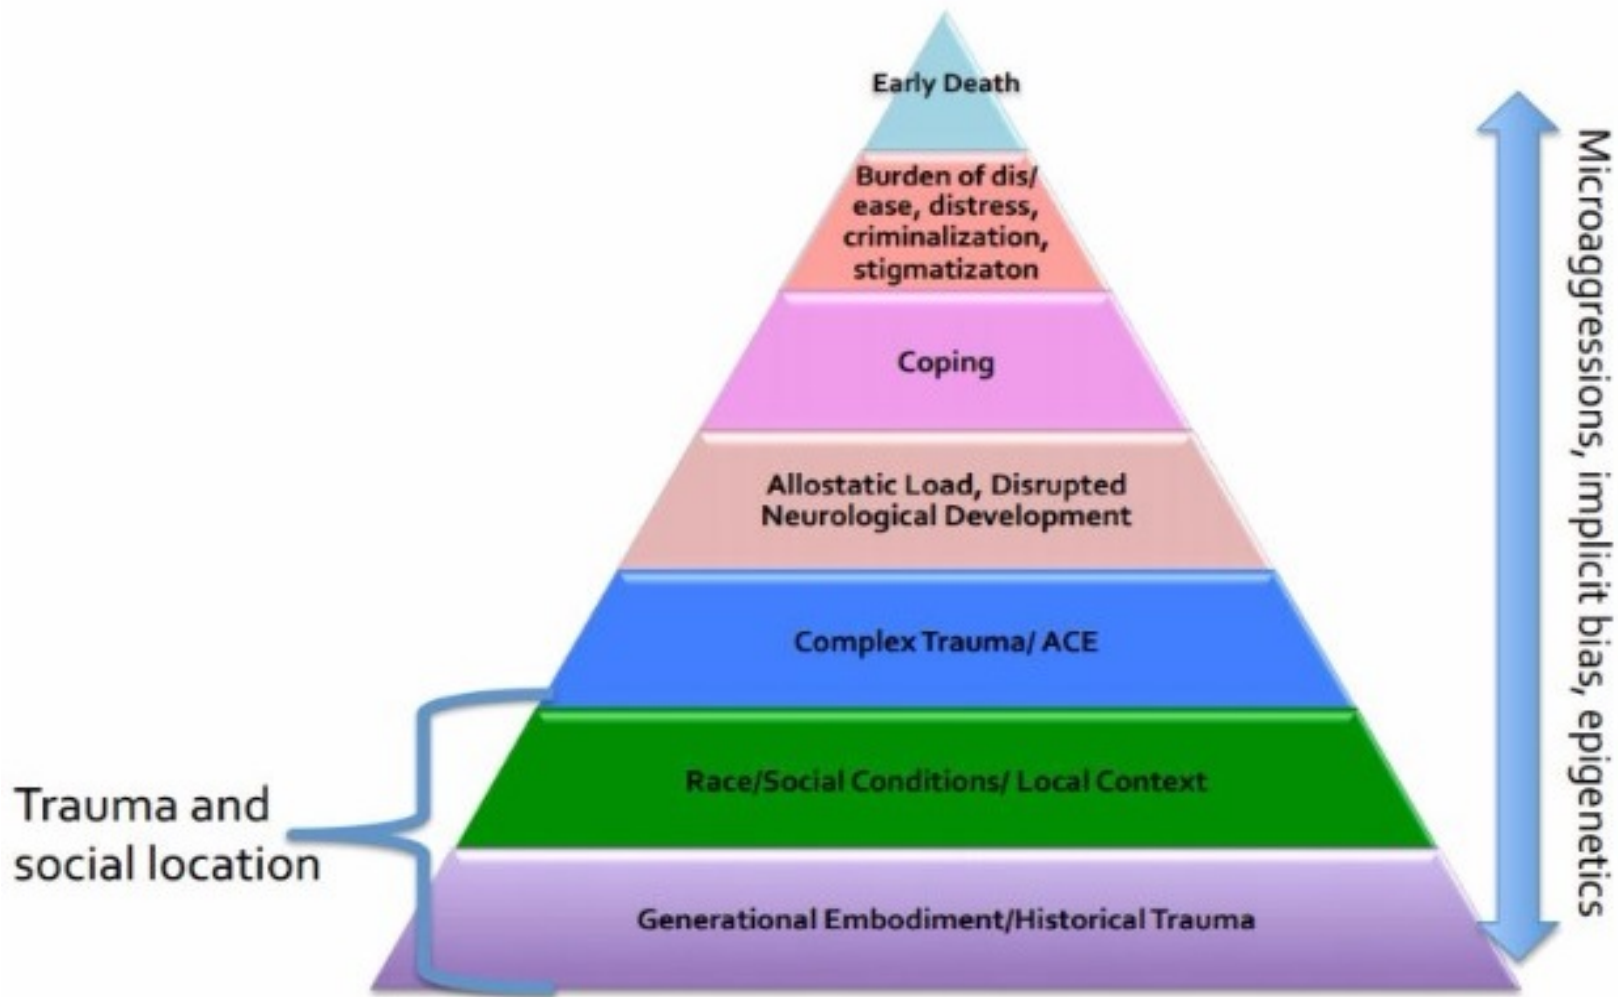 Early Death
Burden of dis/
ease, distress,
criminalization,
stigmatizaton
Coping
Allostatic Load, Disrupted
Neurological Development
Complex Trauma/ ACE
Race/Social Conditions/ Local Context
Generational Embodiment/Historical Trauma
Trauma and
social location
Microaggressions, implicit bias, epigenetics